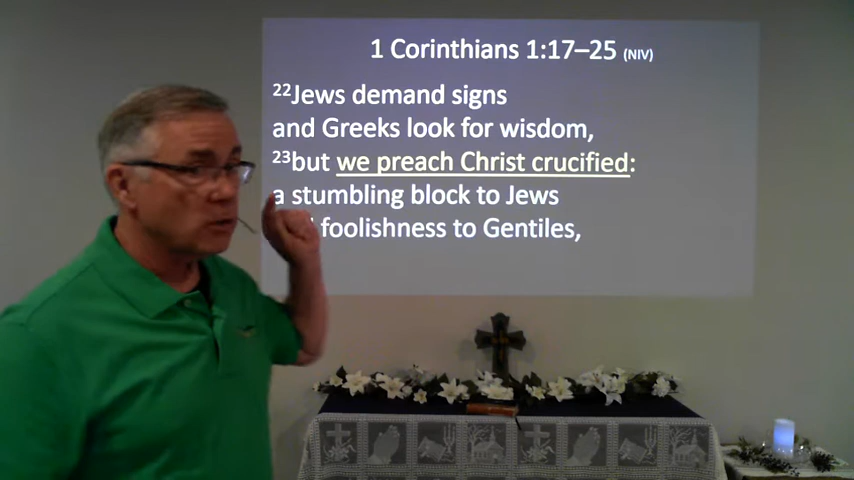 1 Corinthians 1:17–25 (NIV)
22Jews demand signs
and Greeks look for wisdom,
23but we preach Christ crucified:
a stumbling block to Jews
foolishness to Gentiles,